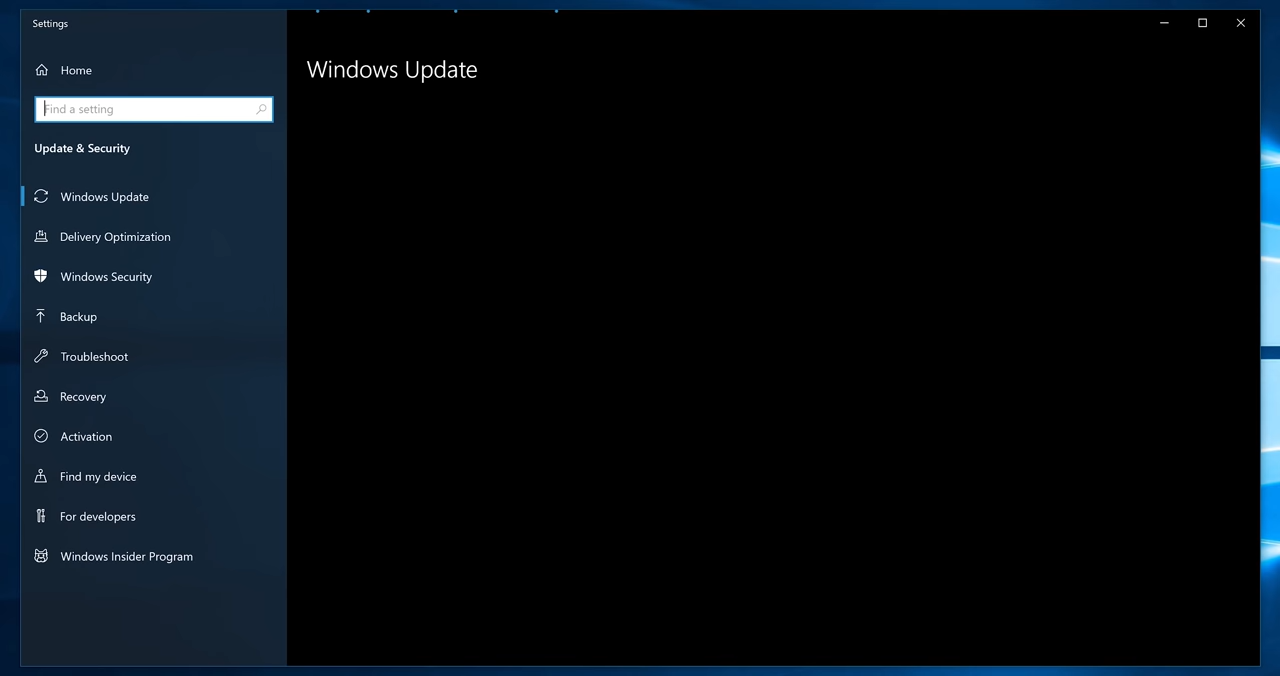 Settings
Home
Find a setting
Update & Security
Windows Update
Delivery Optimization
Windows Security
Backup
Troubleshoot
Recovery
Activation
Find my device
For developers
Windows Insider Program
Windows Update